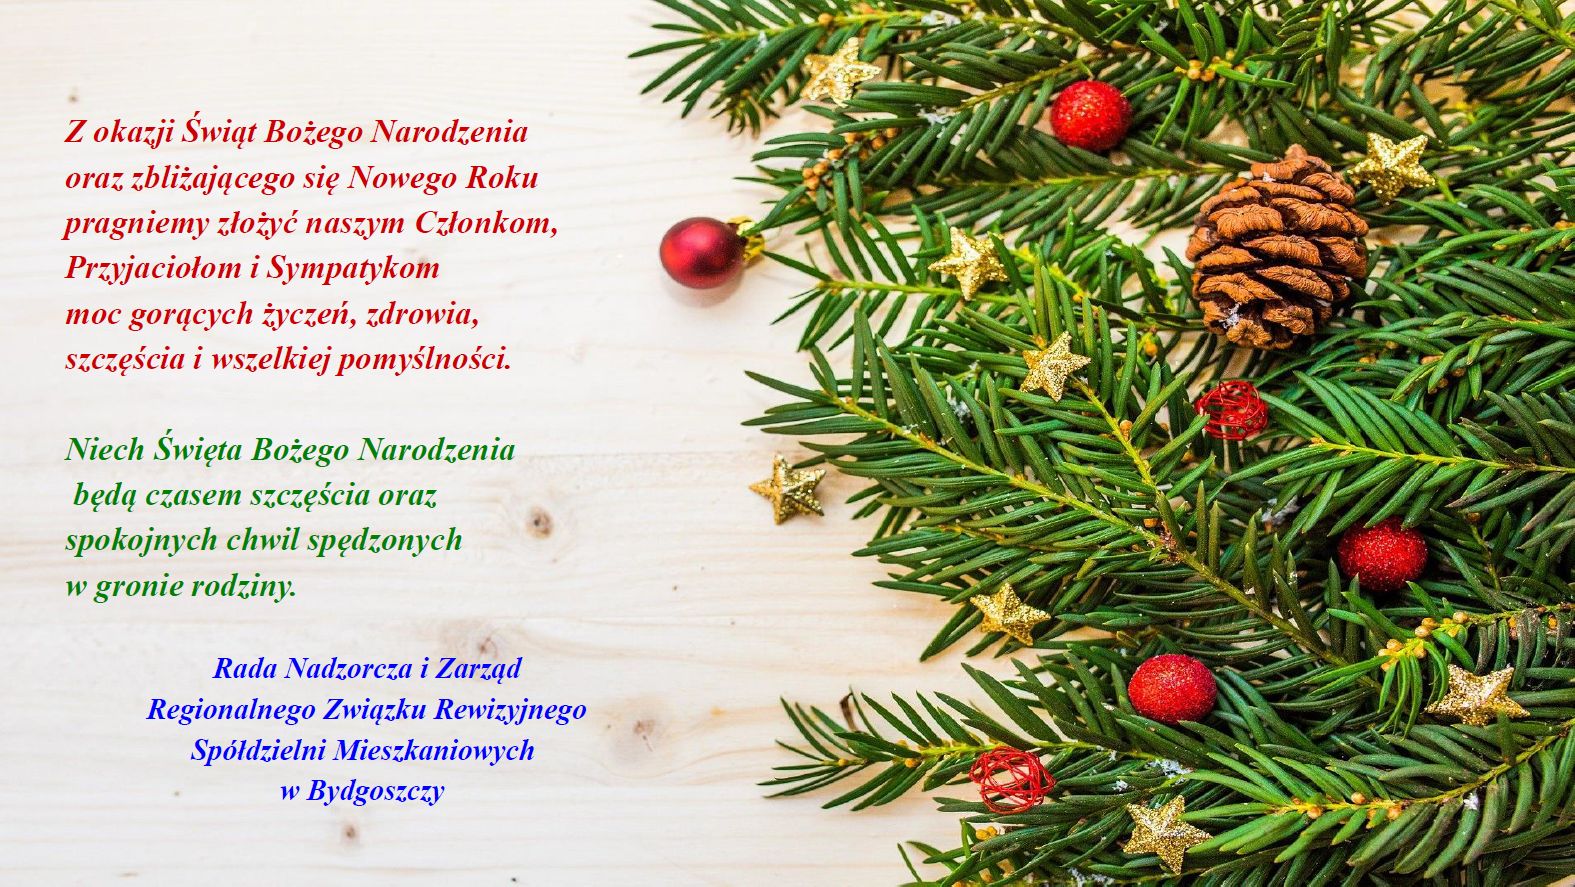 Z okazji Świąt Bożego Narodzenia
oraz zbliżającego się Nowego Roku
pragniemy złożyć naszym Członkom,
Przyjaciołom i Sympatykom
moc gorących życzeń, zdrowia,
szczęścia i wszelkiej pomyślności.
Niech Święta Bożego Narodzenia
będą czasem szczęścia oraz
spokojnych chwil spędzonych
w gronie rodziny.
Rada Nadzorcza i Zarząd
Regionalnego Związku Rewizyjnego
Spółdzielni Mieszkaniowych
w Bydgoszczy